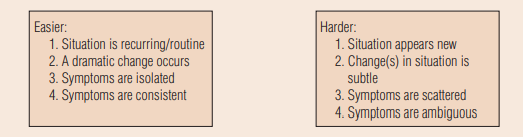 Easier:
1. Situation is recurring/routine
2. A dramatic change occurs
3. Symptoms are isolated
4. Symptoms are consistent
Harder:
1. Situation appears new
2. Change(s) in situation is
subtle
3. Symptoms are scattered
4. Symptoms are ambiguous